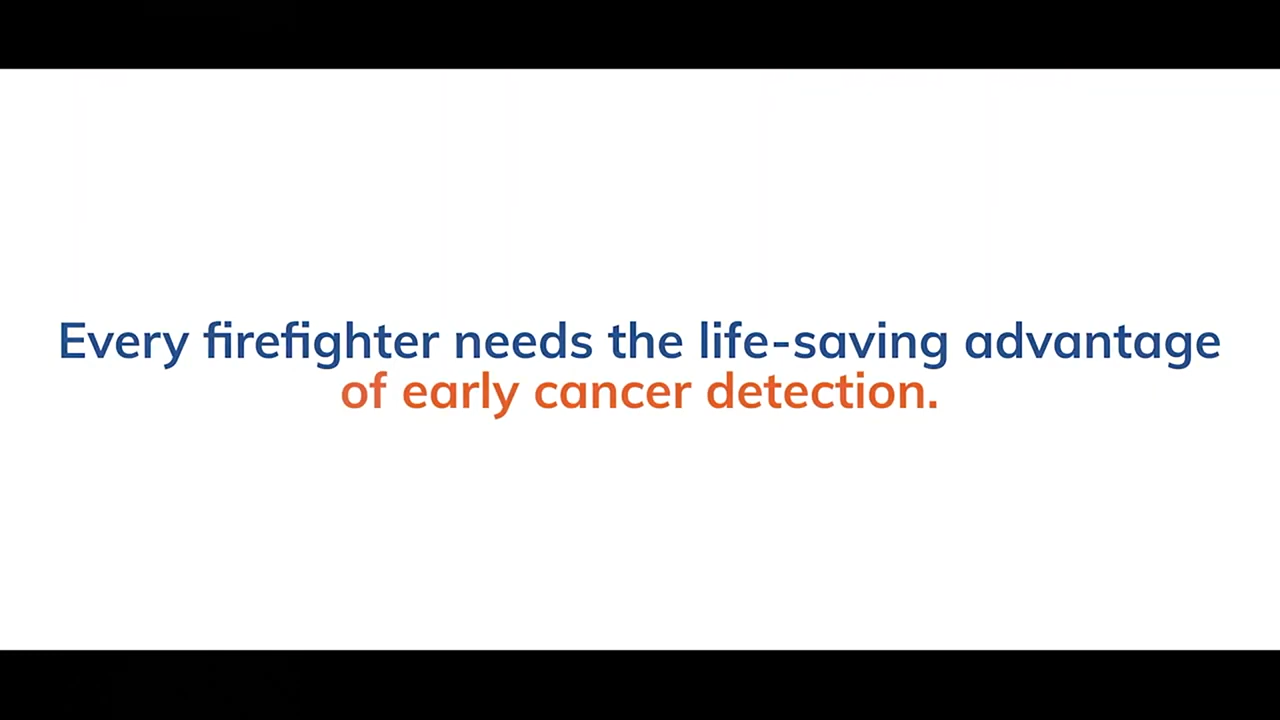 Every firefighter needs the life-saving advantage
of early cancer detection.